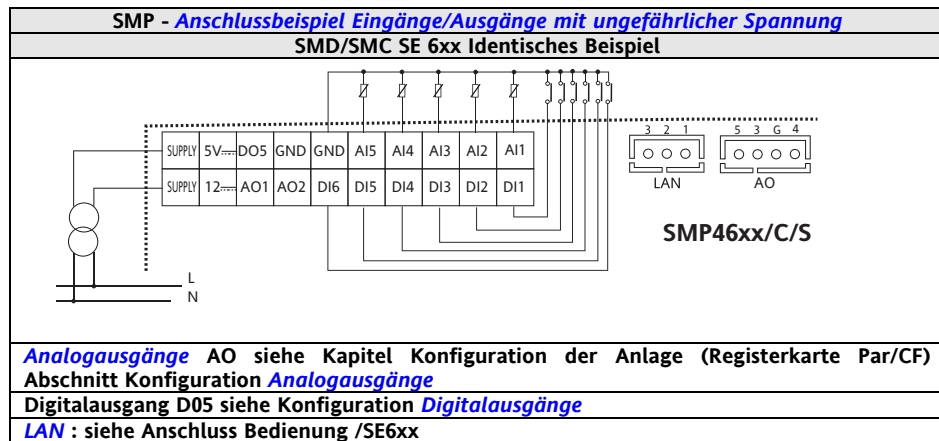 SMP - Anschlussbeispiel Eingänge/Ausgänge mit ungefährlicher Spannung
SMD/SMC SE 6xx Identisches Beispiel
SUPPLY 5V DO5 GND GND AI5 AI4 AI3 AI2 AI1
SUPPLY 12 AO1 AO2 DI6 DI5 DI4 DI3 DI2 DI1
3 2 1
LAN
5 3 G 4
AO
SMP46xx/C/S
L
N
Analogausgänge AO siehe Kapitel Konfiguration der Anlage (Registerkarte Par/CF)
Abschnitt Konfiguration Analogausgänge
Digitalausgang D05 siehe Konfiguration Digitalausgänge
LAN : siehe Anschluss Bedienung /SE6xx